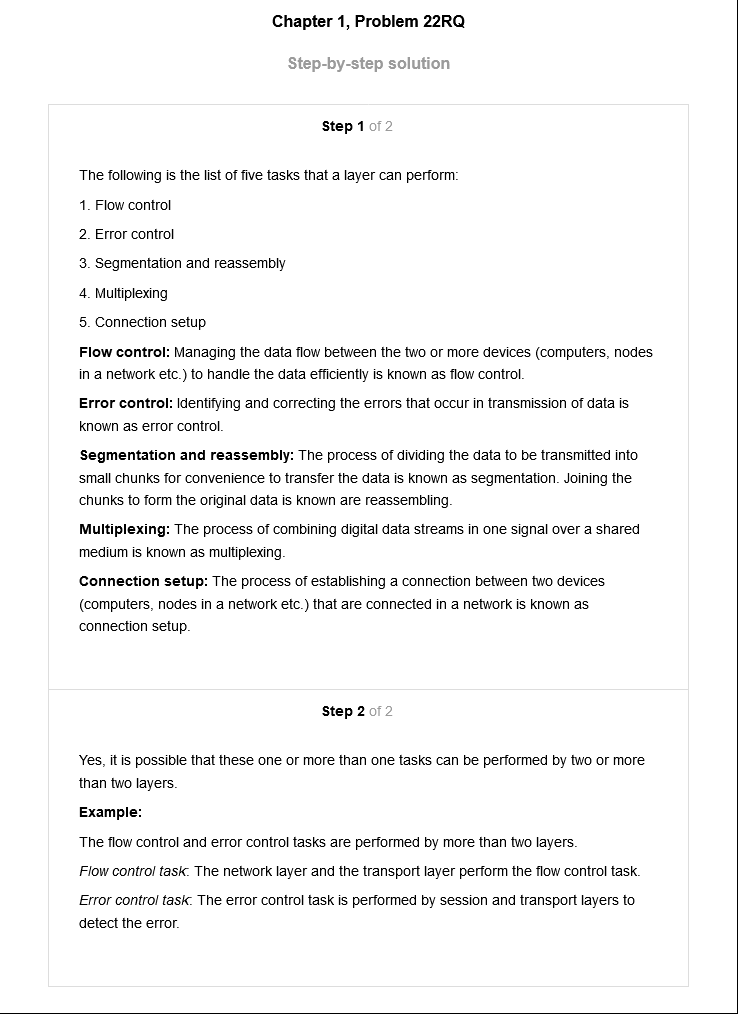 Chapter 1, Problem 22RQ
Step-by-step solution
Step 1 of 2
The following is the list of five tasks that a layer can perform:
1. Flow control
2. Error control
3. Segmentation and reassembly
4. Multiplexing
5. Connection setup
Flow control: Managing the data flow between the two or more devices (computers, nodes
in a network etc.) to handle the data efficiently is known as flow control.
Error control: Identifying and correcting the errors that occur in transmission of data is
known as error control.
Segmentation and reassembly: The process of dividing the data to be transmitted into
small chunks for convenience to transfer the data is known as segmentation. Joining the
chunks to form the original data is known are reassembling.
Multiplexing: The process of combining digital data streams in one signal over a shared
medium is known as multiplexing.
Connection setup: The process of establishing a connection between two devices
(computers, nodes in a network etc.) that are connected in a network is known as
connection setup.
Step 2 of 2
Yes, it is possible that these one or more than one tasks can be performed by two or more
than two layers.
Example:
The flow control and error control tasks are performed by more than two layers.
Flow control task: The network layer and the transport layer perform the flow control task.
Error control task: The error control task is performed by session and transport layers to
detect the error.